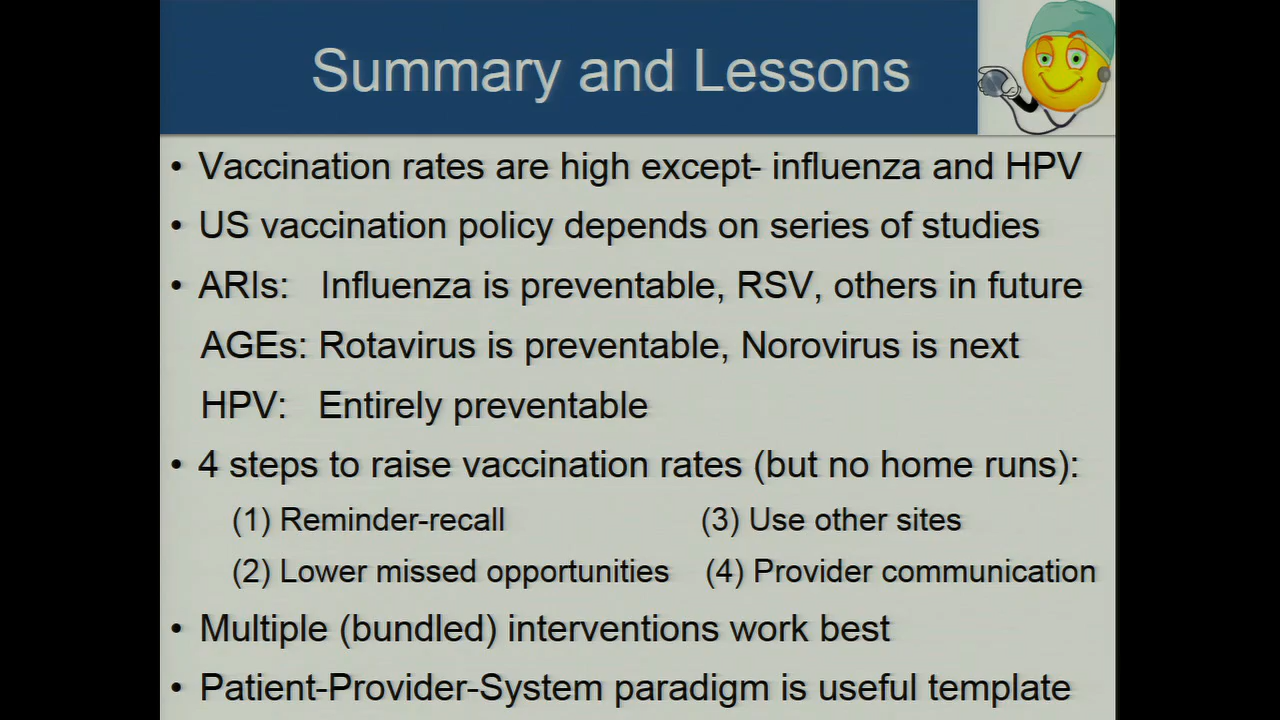 Summary and Lessons
• Vaccination rates are high except- influenza and HPV
• US vaccination policy depends on series of studies
• ARIs: Influenza is preventable, RSV, others in future
AGEs: Rotavirus is preventable, Norovirus is next
HPV: Entirely preventable
• 4 steps to raise vaccination rates (but no home runs):
(1) Reminder-recall (3) Use other sites
(2) Lower missed opportunities (4) Provider communication
• Multiple (bundled) interventions work best
• Patient-Provider-System paradigm is useful template